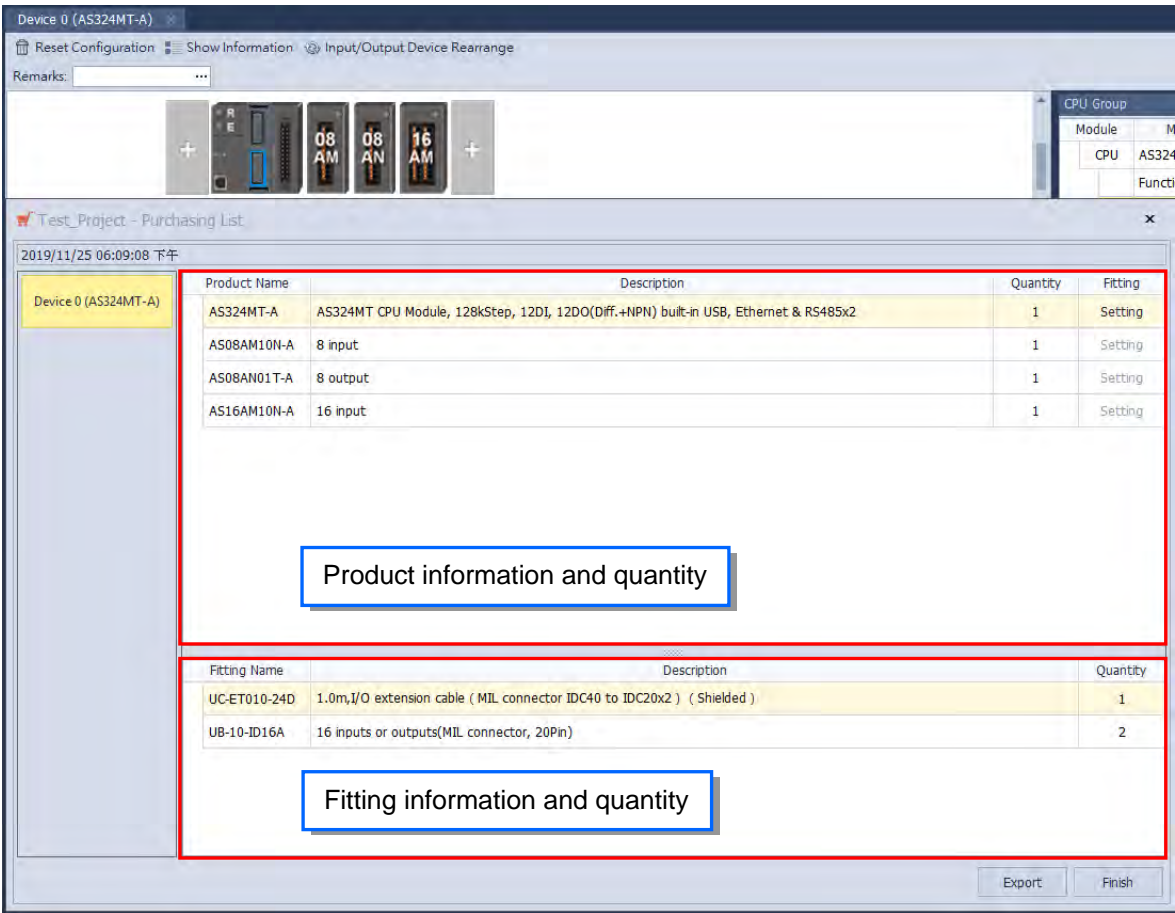 Device 0 (AS324MT-A)
Reset Configuration Show Information Input/Output Device Rearrange
Remarks: ...
R
E
08 AM
08 AN
16 AM
CPU Group
Module M
CPU AS324
Functi
Test_Project - Purchasing List
2019/11/25 06:09:08 下午
Device 0 (AS324MT-A)
Product Name Description Quantity Fitting
AS324MT-A AS324MT CPU Module, 128kStep, 12DI, 12DO(Diff.+NPN) built-in USB, Ethernet & RS485x2 1 Setting
AS08AM10N-A 8 input 1 Setting
AS08AN01T-A 8 output 1 Setting
AS16AM10N-A 16 input 1 Setting
Product information and quantity
Fitting Name Description Quantity
UC-ET010-24D 1.0m,I/O extension cable ( MIL connector IDC40 to IDC20x2 ) ( Shielded ) 1
UB-10-ID16A 16 inputs or outputs(MIL connector, 20Pin) 2
Fitting information and quantity
Export Finish